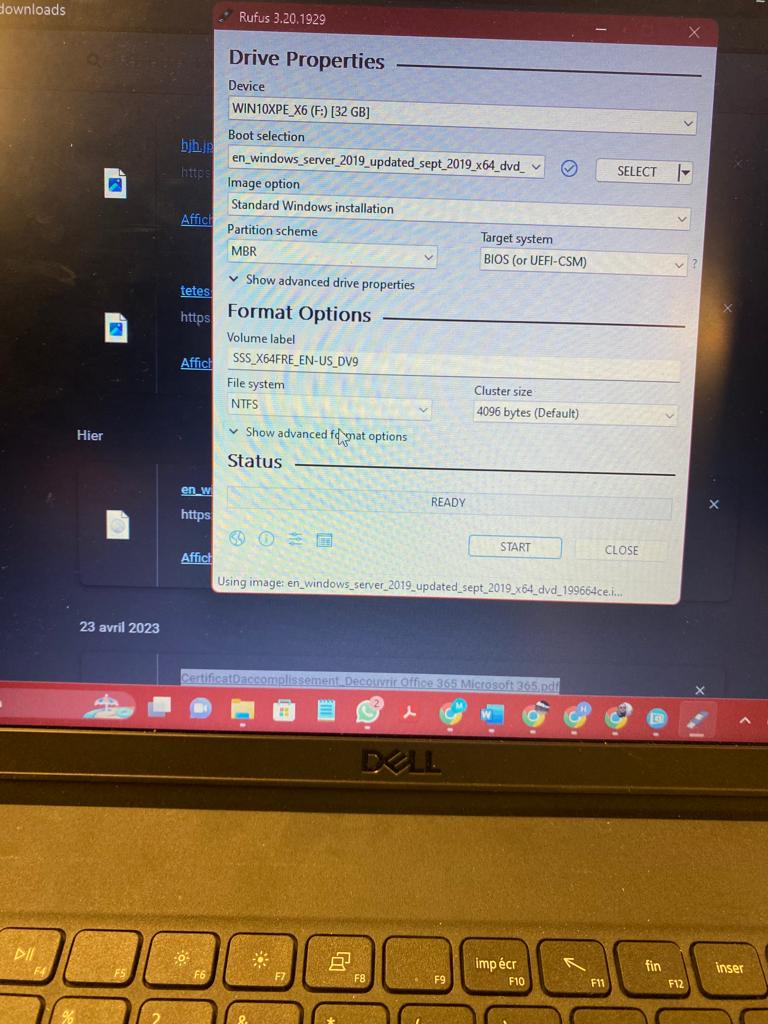 downloads
Rufus 3.20.1929
Drive Properties
Device
WIN10XPE_X6 (F:) [32 GB]
Boot selection
en_windows_server_2019_updated_sept_2019_x64_dvd_
SELECT
Image option
Standard Windows installation
Partition scheme
Target system
MBR
BIOS (or UEFI-CSM)
?
Show advanced drive properties
Format Options
Volume label
SSS_X64FRE_EN-US_DV9
File system
Cluster size
NTFS
4096 bytes (Default)
Show advanced format options
Status
READY
START
CLOSE
Using image: en_windows_server_2019_updated_sept_2019_x64_dvd_199664ce.i...
hjh.jp
https
Affich
tetes
https
Affich
Hier
en_wi
https
Affich
23 avril 2023
CertificatDaccomplissement_Decouvrir Office 365 Microsoft 365.pdf
2
M
W
H
DELL
F4
F5
F6
F7
F8
F9
impécr
F10
F11
fin
F12
inser
%
2
&
*
(